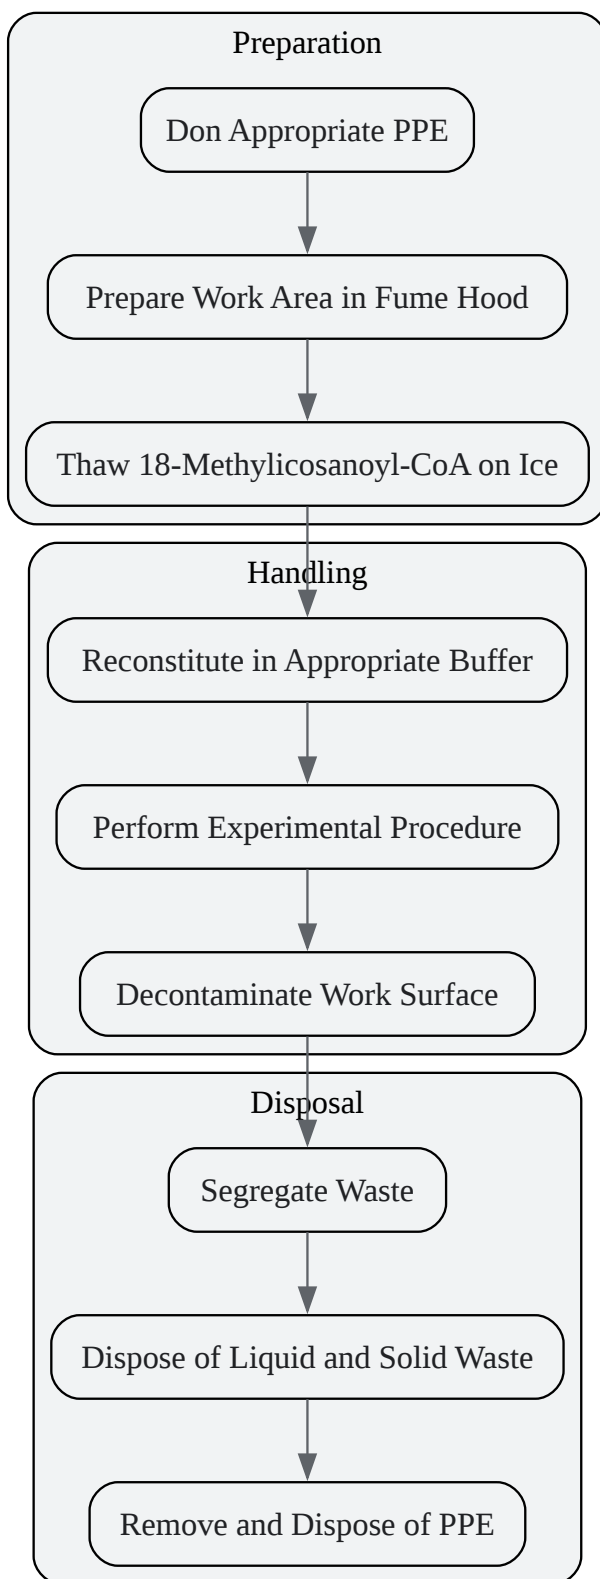 Preparation
Don Appropriate PPE
Prepare Work Area in Fume Hood
Thaw 18-Methylicosanoyl-CoA on Ice
Handling
Reconstitute in Appropriate Buffer
Perform Experimental Procedure
Decontaminate Work Surface
Disposal
Segregate Waste
Dispose of Liquid and Solid Waste
Remove and Dispose of PPE